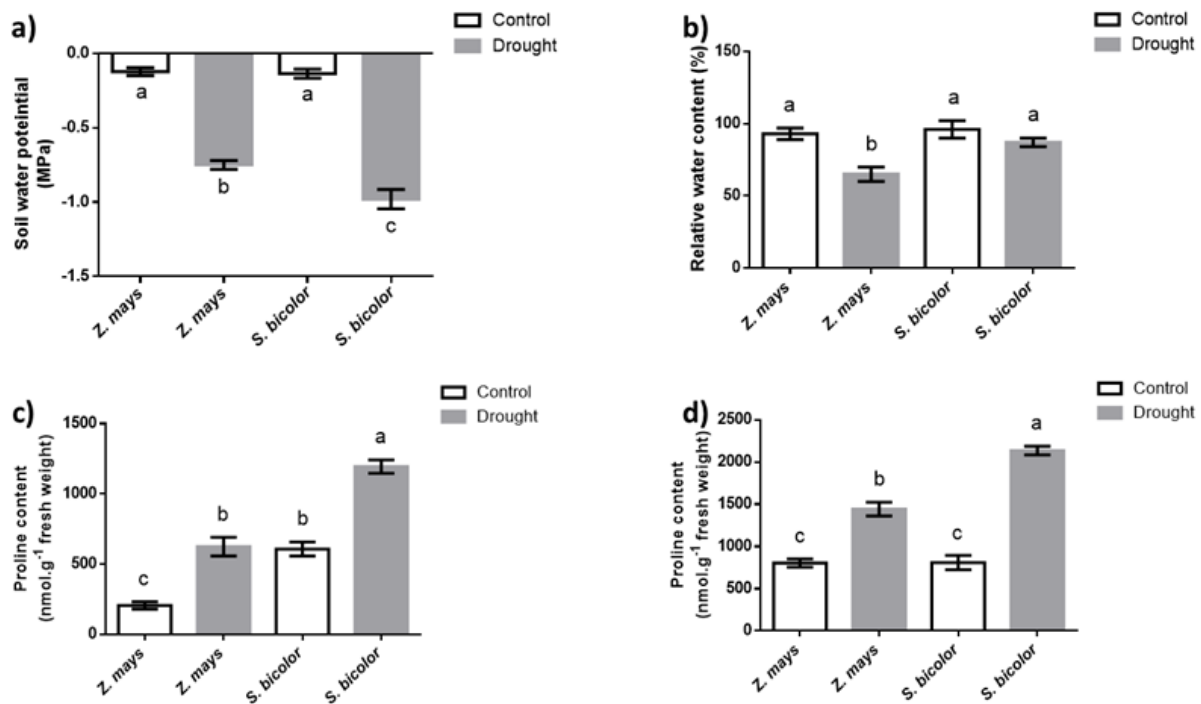 a)
Control
Drought
Soil water poteintial
(MPa)
0.0
-0.5
-1.0
-1.5
a
b
a
c
Z. mays
Z. mays
S. bicolor
S. bicolor
b)
Control
Drought
Relative water content (%)
150
100
50
0
a
b
a
a
Z. mays
Z. mays
S. bicolor
S. bicolor
c)
Control
Drought
Proline content
(nmol.g-1 fresh weight)
1500
1000
500
0
c
b
b
a
Z. mays
Z. mays
S. bicolor
S. bicolor
d)
Control
Drought
Proline content
(nmol.g-1 fresh weight)
2500
2000
1500
1000
500
0
c
b
c
a
Z. mays
Z. mays
S. bicolor
S. bicolor